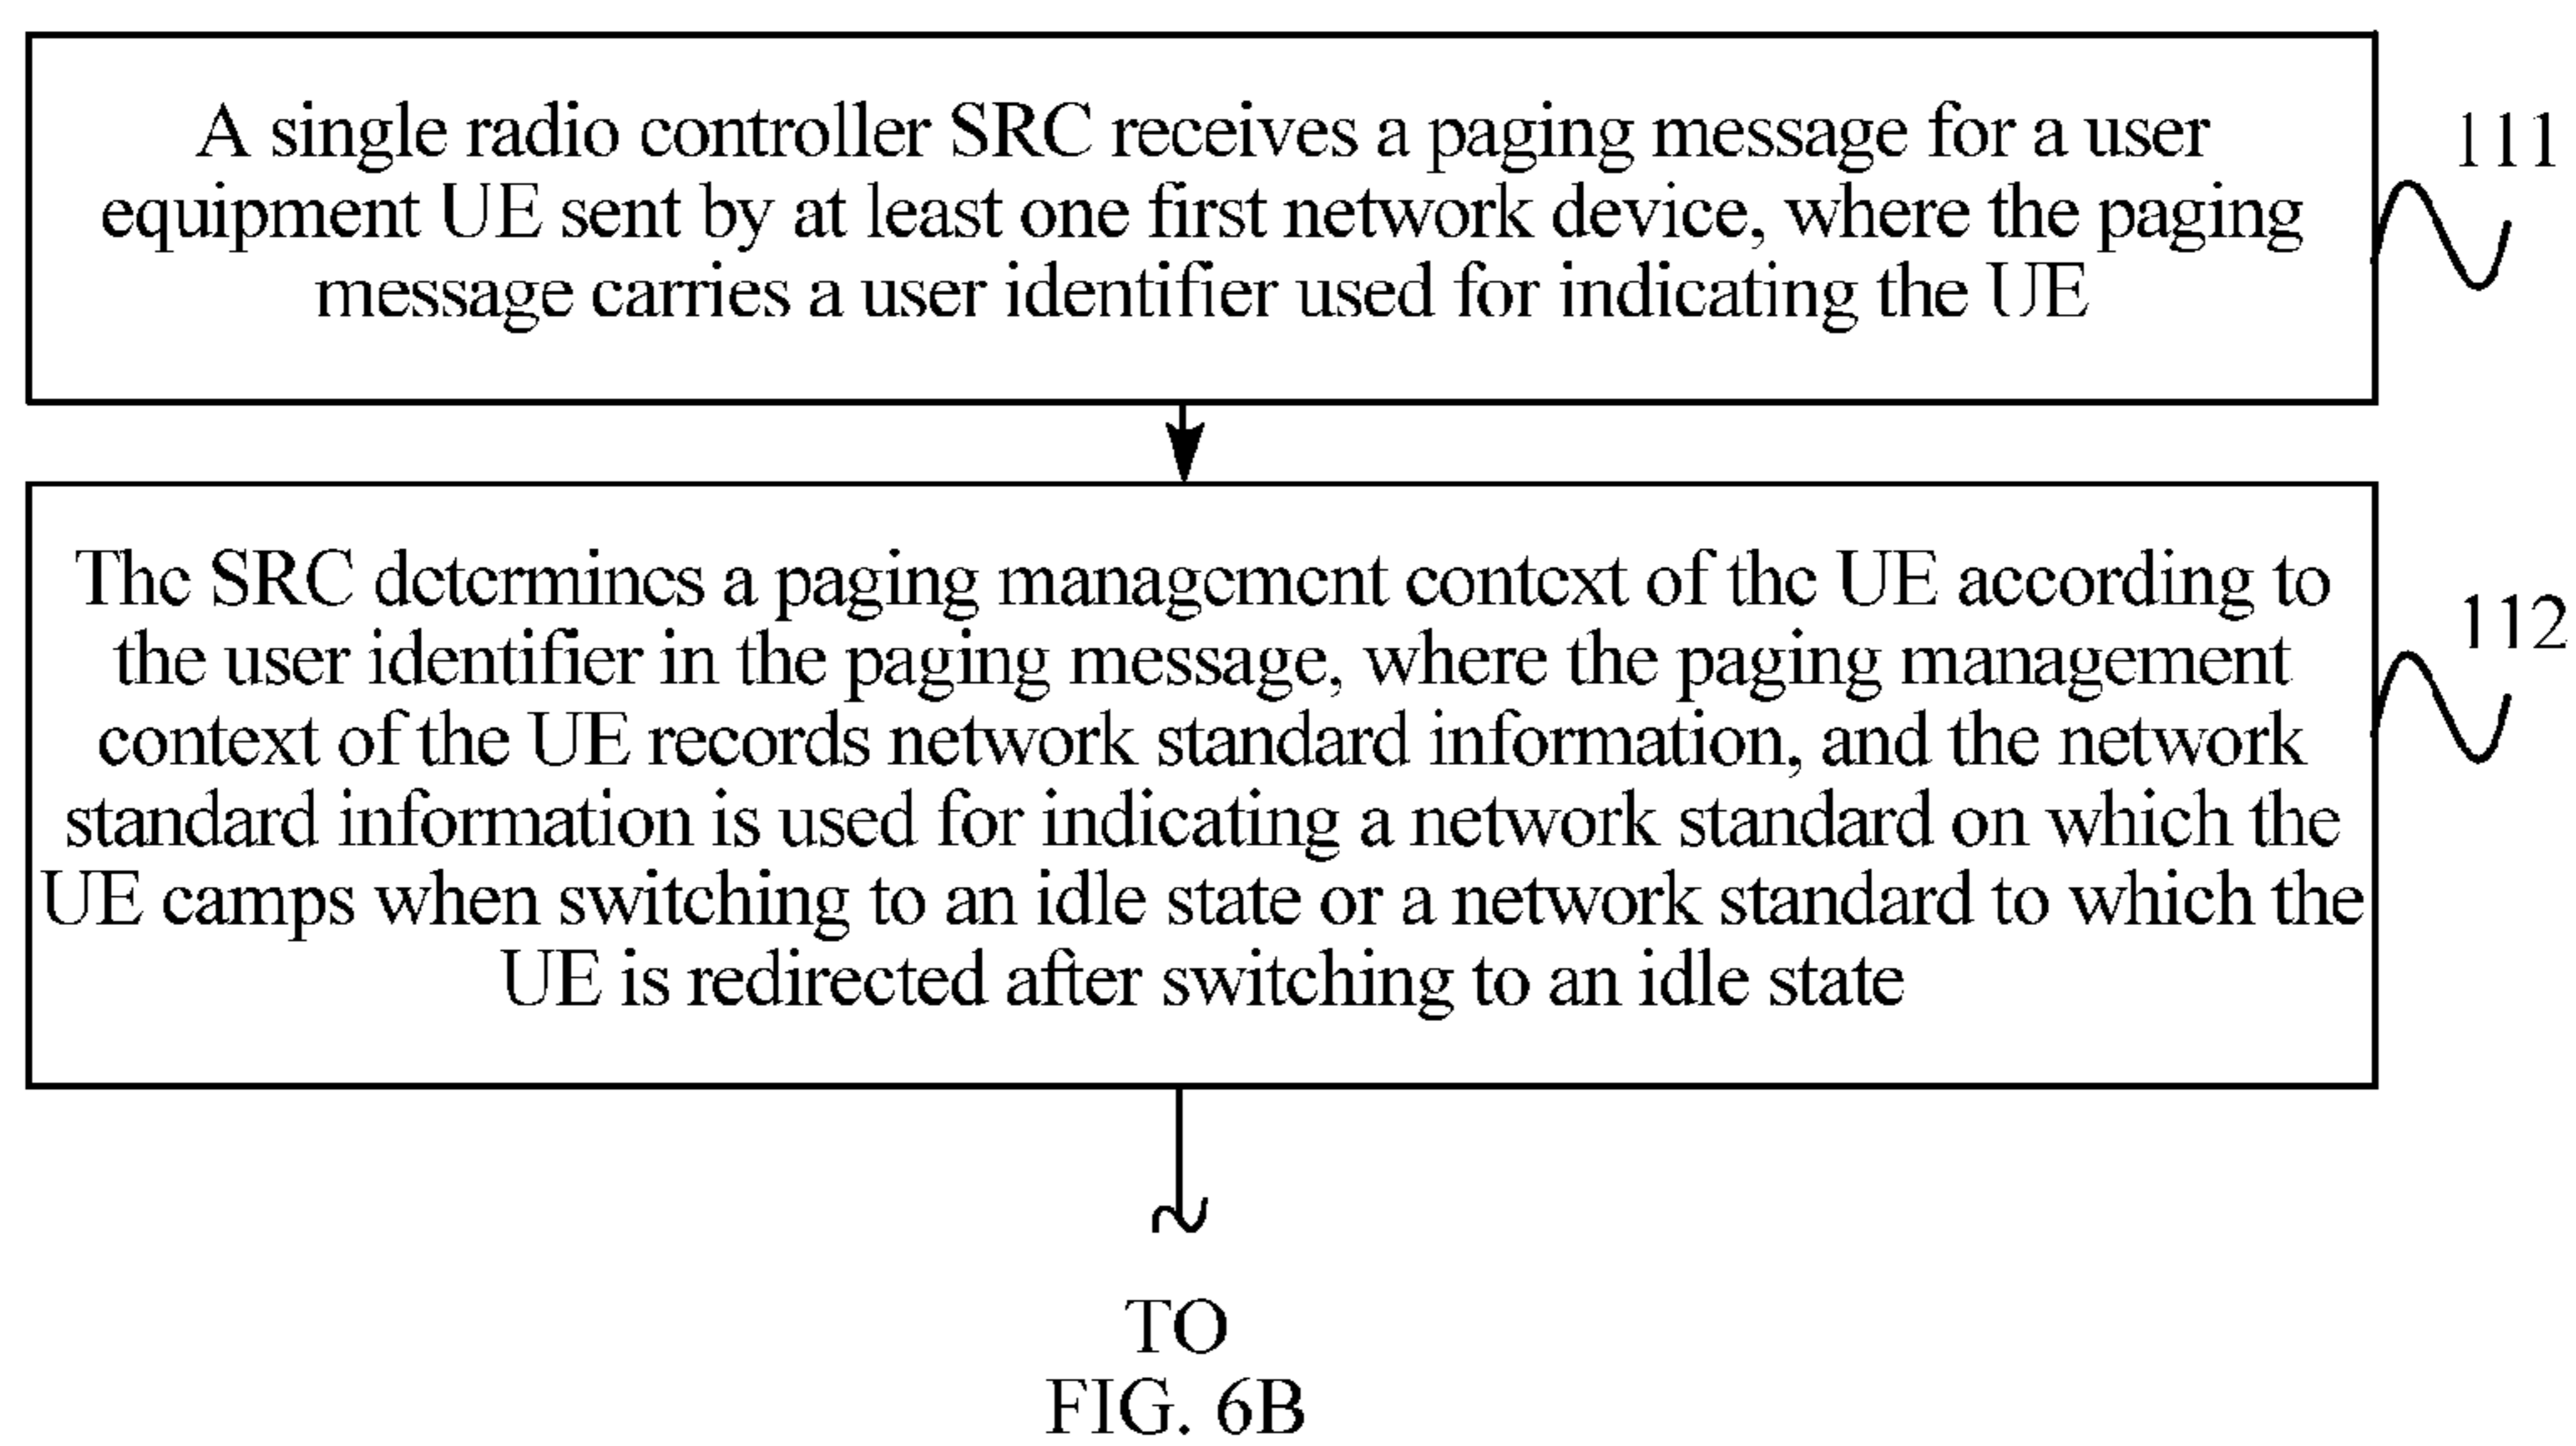 A single radio controller SRC receives a paging message for a user
equipment UE sent by at least one first network device, where the paging
message carries a user identifier used for indicating the UE
111
The SRC determines a paging management context of the UE according to
the user identifier in the paging message, where the paging management
context of the UE records network standard information, and the network
standard information is used for indicating a network standard on which the
UE camps when switching to an idle state or a network standard to which the
UE is redirected after switching to an idle state
112
TO
FIG. 6B